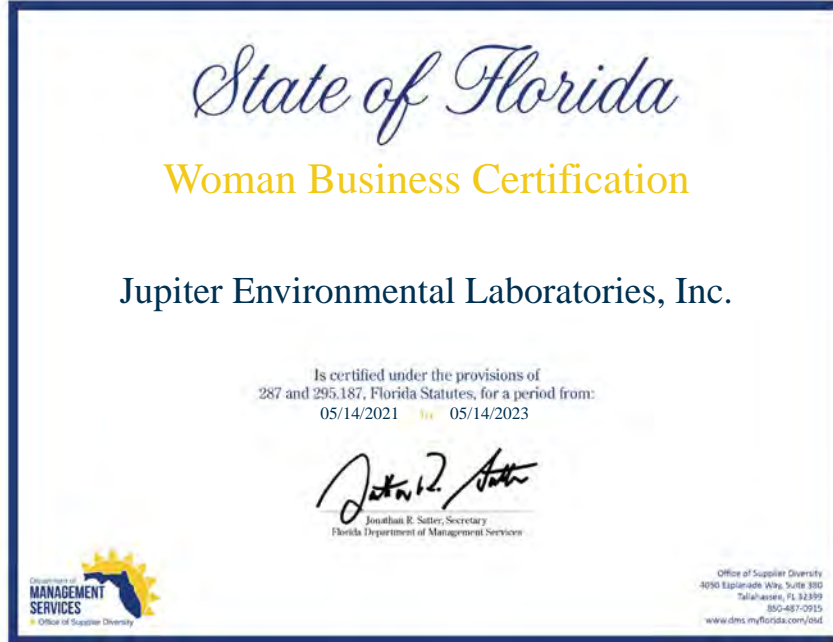 State of Florida
Woman Business Certification
Jupiter Environmental Laboratories, Inc.
Is certified under the provisions of
287 and 295.187, Florida Statutes, for a period from:
05/14/2021 to 05/14/2023
Jonathan R. Satter, Secretary
Florida Department of Management Services
Department of
MANAGEMENT
SERVICES
Office of Supplier Diversity
Office of Supplier Diversity
4050 Esplanade Way, Suite 380
Tallahassee, FL 32399
850-487-0915
www.dms.myflorida.com/osd